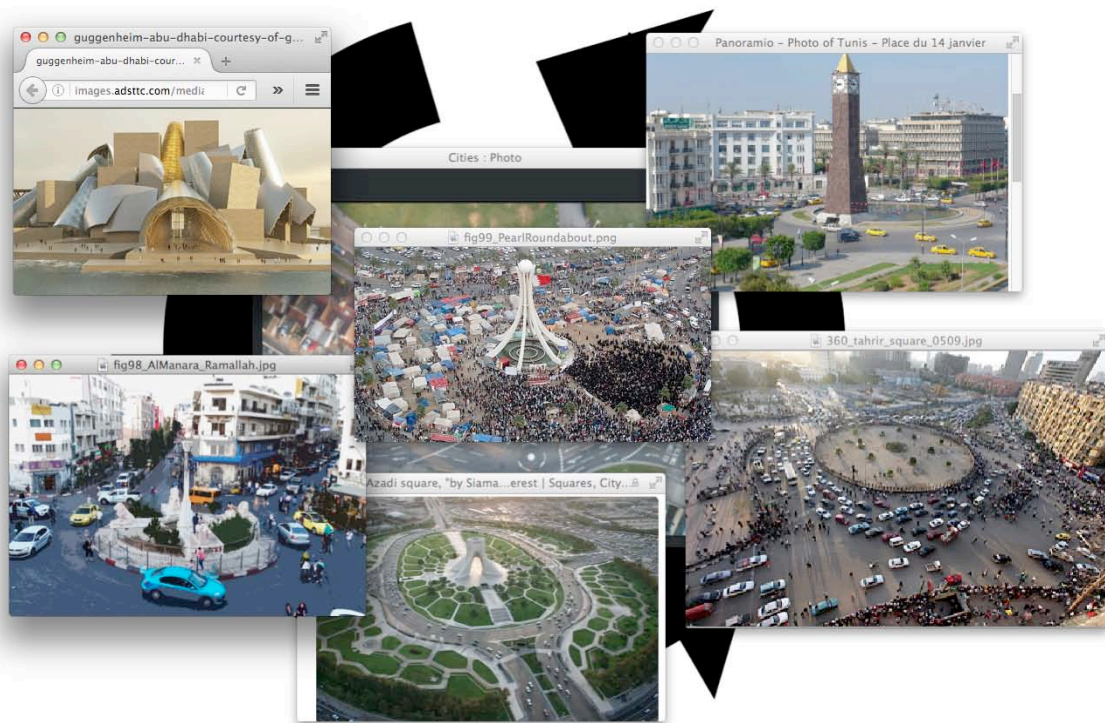 guggenheim-abu-dhabi-courtesy-of-g...
guggenheim-abu-dhabi-cour...
images.adsttc.com/media
Panoramio - Photo of Tunis - Place du 14 janvier
Cities : Photo
fig99_PearlRoundabout.png
360_tahrir_square_0509.jpg
fig98_AlManara_Ramallah.jpg
Azadi square, "by Siama...erest | Squares, City...